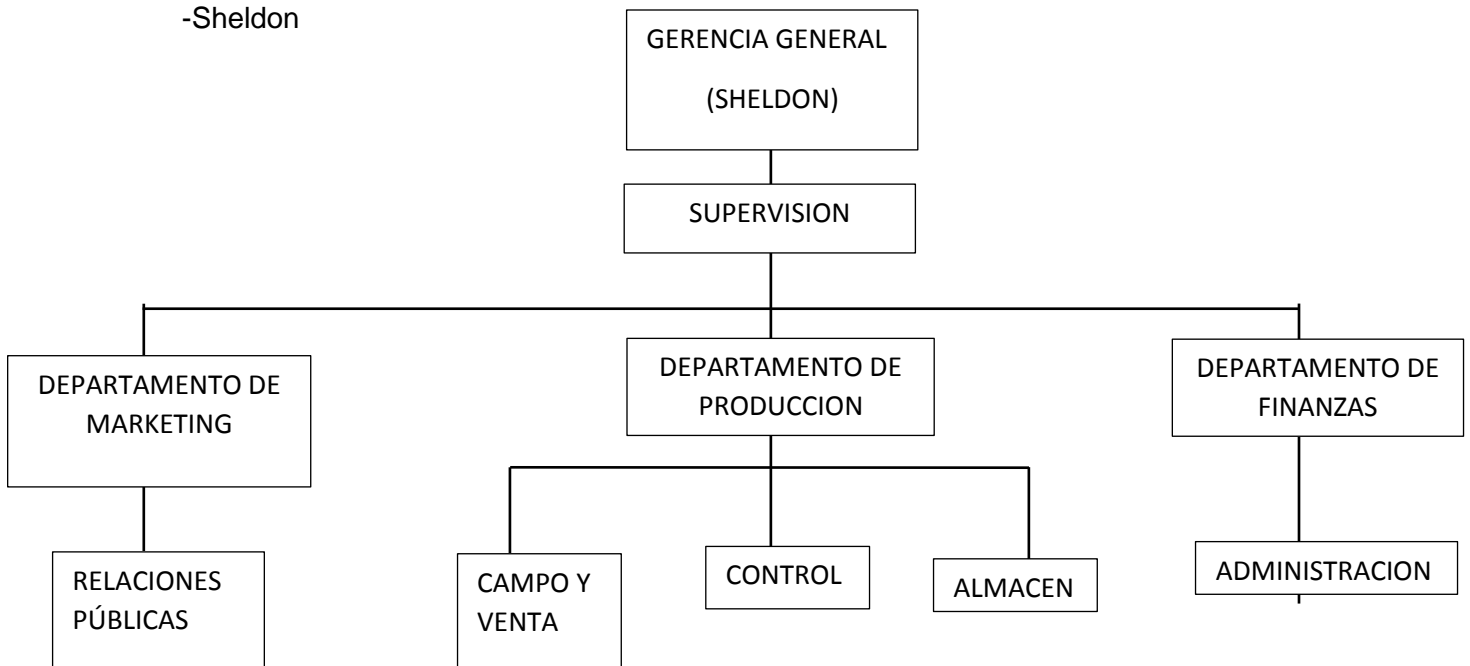 -Sheldon
GERENCIA GENERAL
(SHELDON)
SUPERVISION
DEPARTAMENTO DE
MARKETING
DEPARTAMENTO DE
PRODUCCION
DEPARTAMENTO DE
FINANZAS
RELACIONES
PÚBLICAS
CAMPO Y
VENTA
CONTROL
ALMACEN
ADMINISTRACION